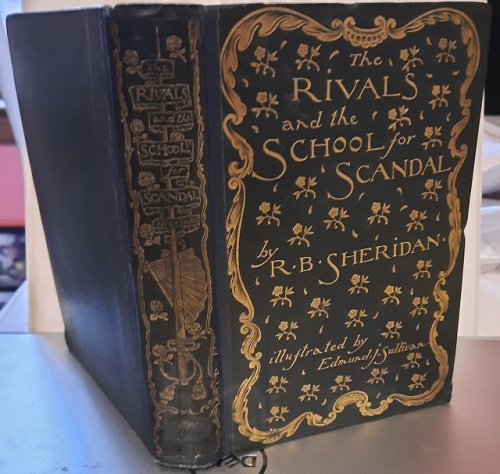 The
RIVALS
and the
SCHOOL for
SCANDAL
by R. B. SHERIDAN.
illustrated by
Edmund J. Sullivan
RIVALS
and the
SCHOOL
for
SCANDAL